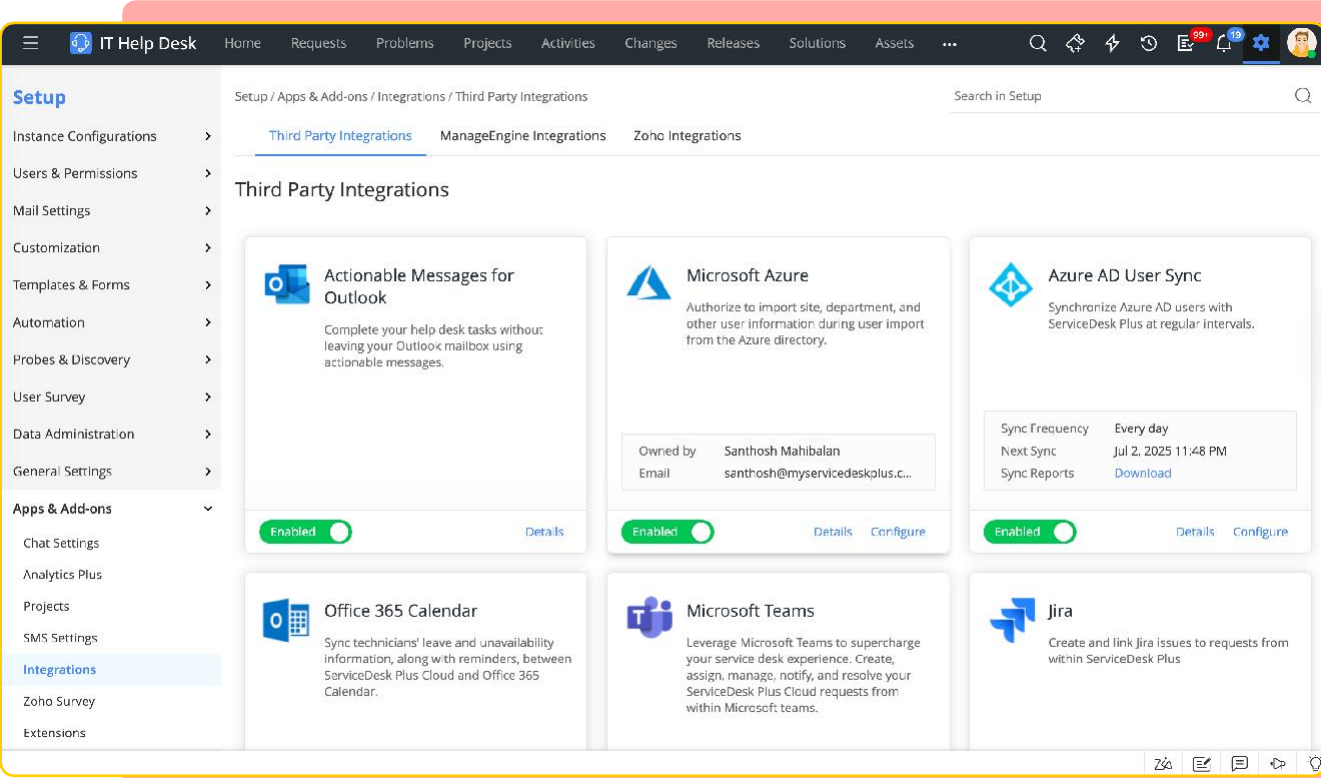 IT Help Desk
Home
Requests
Problems
Projects
Activities
Changes
Releases
Solutions
Assets
99+
19
Setup
Instance Configurations
Users & Permissions
Mail Settings
Customization
Templates & Forms
Automation
Probes & Discovery
User Survey
Data Administration
General Settings
Apps & Add-ons
Chat Settings
Analytics Plus
Projects
SMS Settings
Integrations
Zoho Survey
Extensions
Setup / Apps & Add-ons / Integrations / Third Party Integrations
Search in Setup
Third Party Integrations
ManageEngine Integrations
Zoho Integrations
Third Party Integrations
Actionable Messages for
Outlook
Complete your help desk tasks without
leaving your Outlook mailbox using
actionable messages.
Enabled
Details
Microsoft Azure
Authorize to import site, department, and
other user information during user import
from the Azure directory.
Owned by Santhosh Mahibalan
Email santhosh@myservicedeskplus.c...
Enabled
Details
Configure
Azure AD User Sync
Synchronize Azure AD users with
ServiceDesk Plus at regular intervals.
Sync Frequency Every day
Next Sync Jul 2, 2025 11:48 PM
Sync Reports Download
Enabled
Details
Configure
Office 365 Calendar
Sync technicians' leave and unavailability
information, along with reminders, between
ServiceDesk Plus Cloud and Office 365
Calendar.
Microsoft Teams
Leverage Microsoft Teams to supercharge
your service desk experience. Create,
assign, manage, notify, and resolve your
ServiceDesk Plus Cloud requests from
within Microsoft teams.
Jira
Create and link Jira issues to requests from
within ServiceDesk Plus